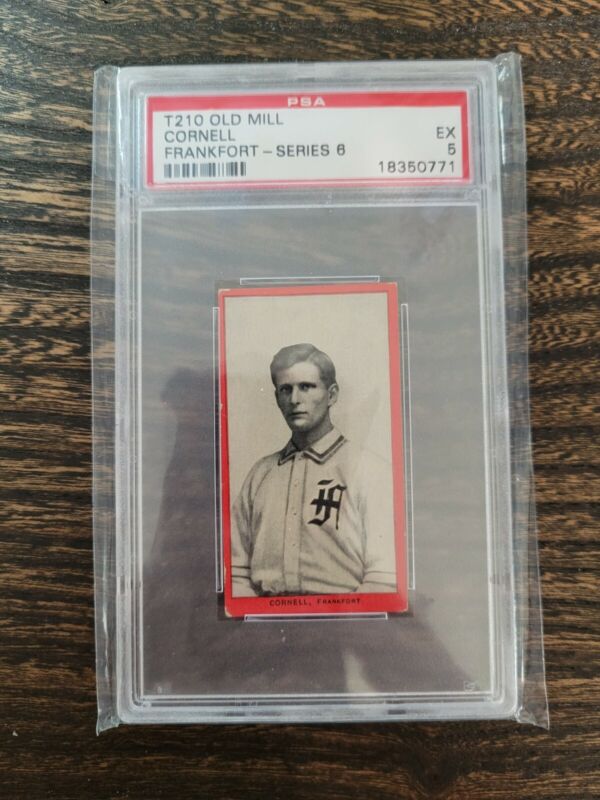 PSA
T210 OLD MILL
CORNELL EX
FRANKFORT - SERIES 6 5
18350771
CORNELL, FRANKFORT.